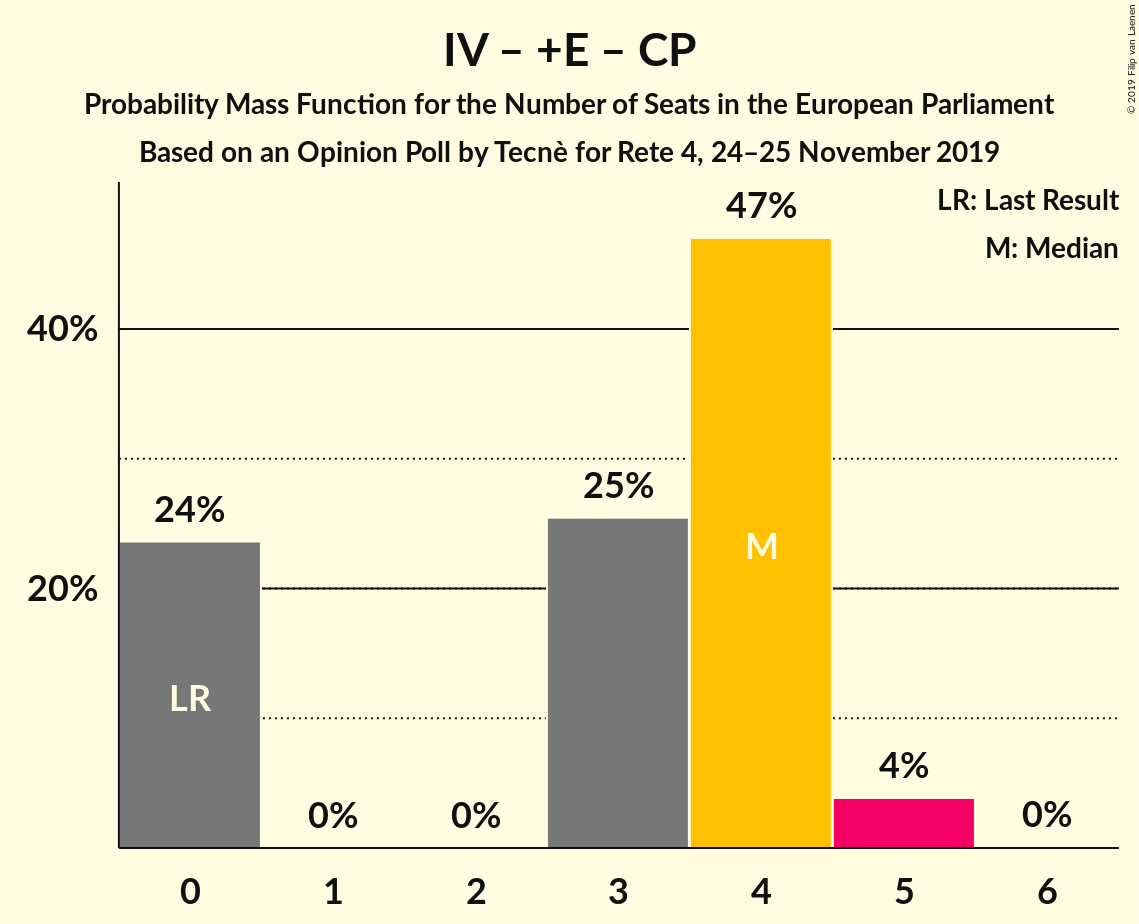 IV – +E – CP
Probability Mass Function for the Number of Seats in the European Parliament
Based on an Opinion Poll by Tecnè for Rete 4, 24–25 November 2019
© 2019 Filip van Laenen
LR: Last Result
M: Median
47%
40%
25%
24%
M
20%
LR
4%
0%
0%
0%
0 1 2 3 4 5 6